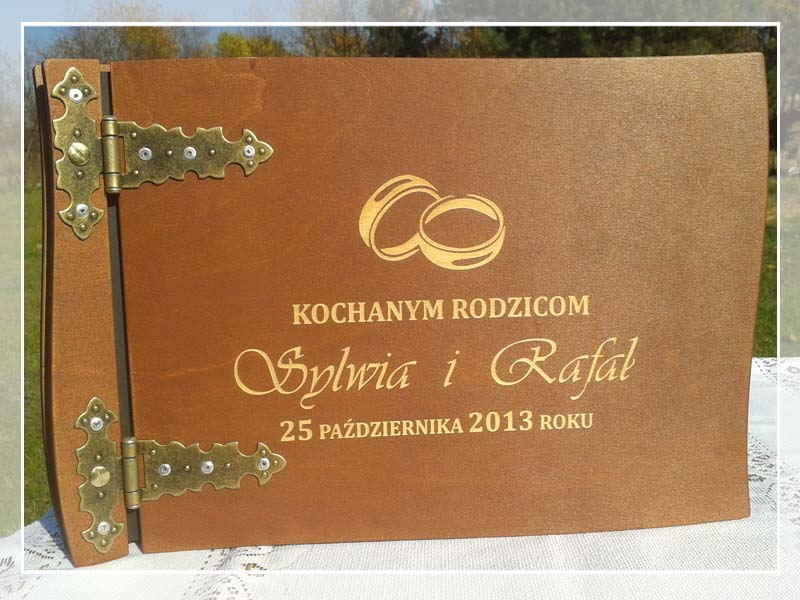 KOCHANYM RODZICOM
Sylwia i Rafał
25 PAŹDZIERNIKA 2013 ROKU